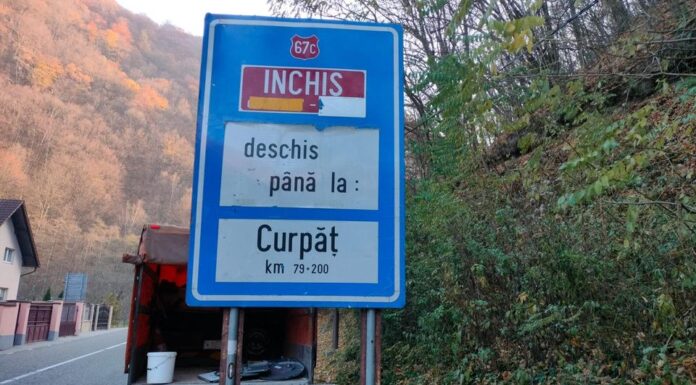 67C
INCHIS
-
deschis
până la :
Curpăț
km 79+200